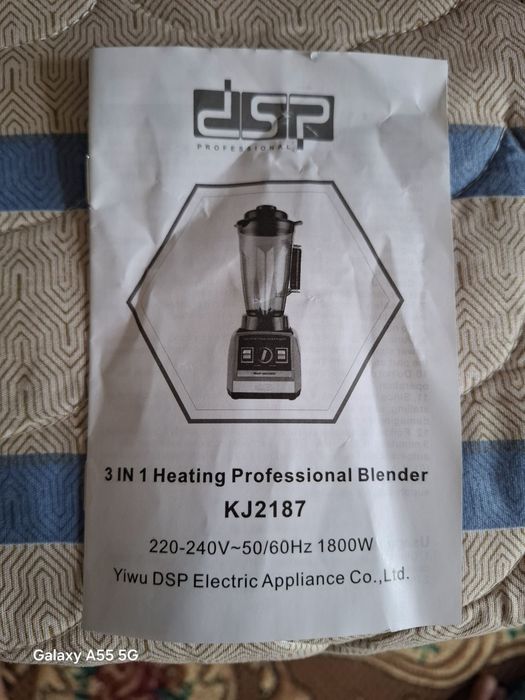 dsp
PROFESSIONAL
3 IN 1 Heating Professional Blender
KJ2187
220-240V~50/60Hz 1800W
Yiwu DSP Electric Appliance Co.,Ltd.
Galaxy A55 5G